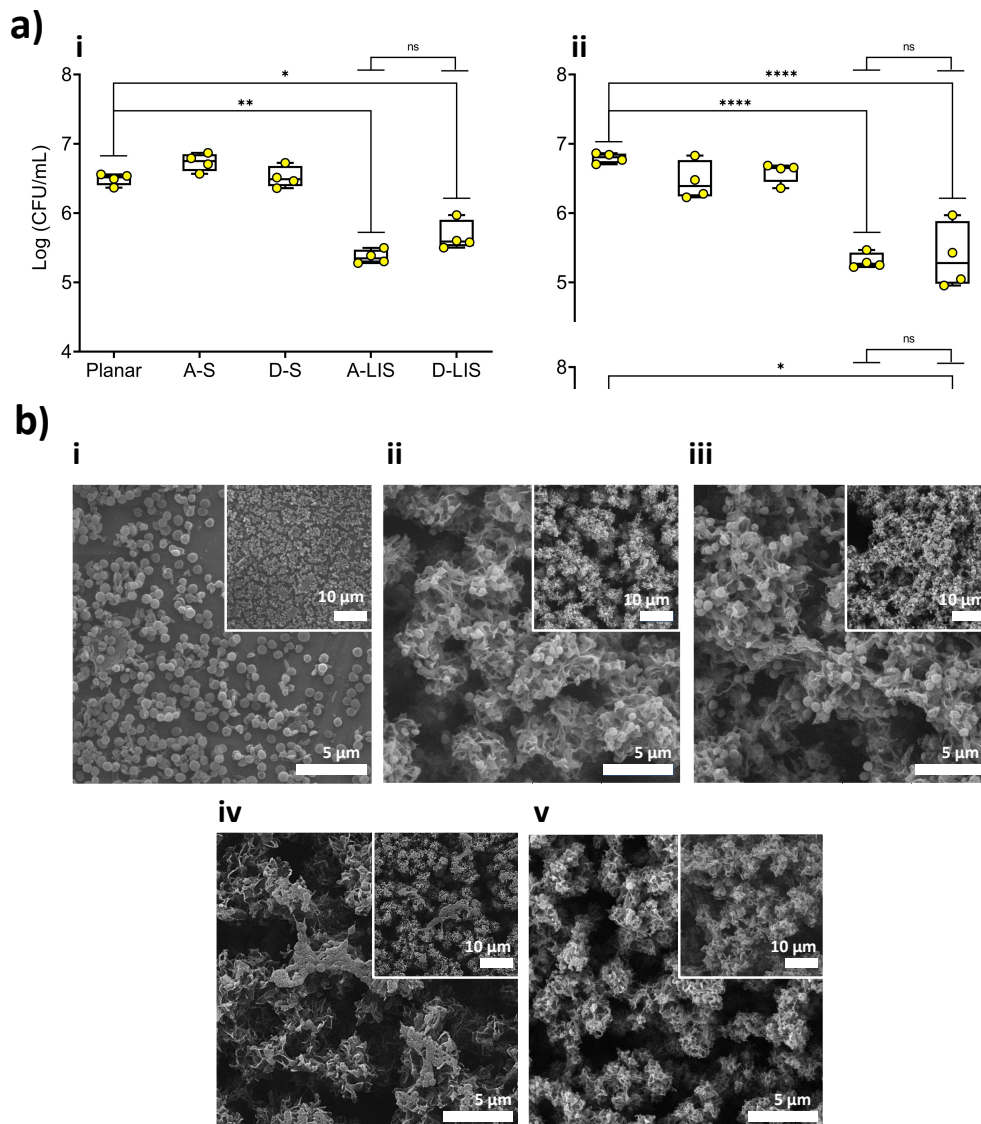 a)
i
ii
ns
ns
8
*
8
****
**
****
7
7
Log (CFU/mL)
6
6
5
5
4
Planar A-S D-S A-LIS D-LIS
ns
8
*
b)
i
ii
iii
10 µm
10 µm
10 µm
5 µm
5 µm
5 µm
iv
v
10 µm
10 µm
5 µm
5 µm